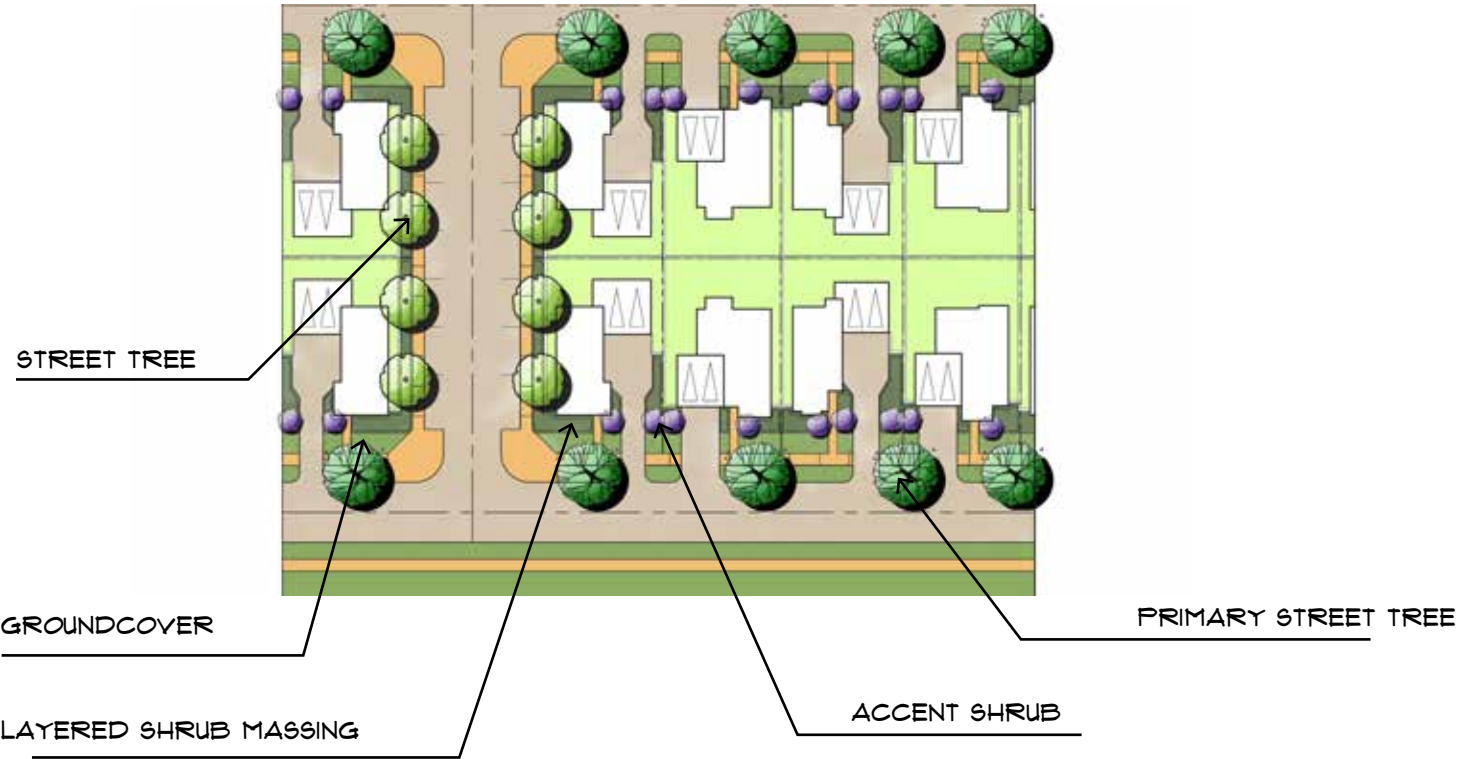 STREET TREE
GROUNDCOVER
PRIMARY STREET TREE
LAYERED SHRUB MASSING
ACCENT SHRUB